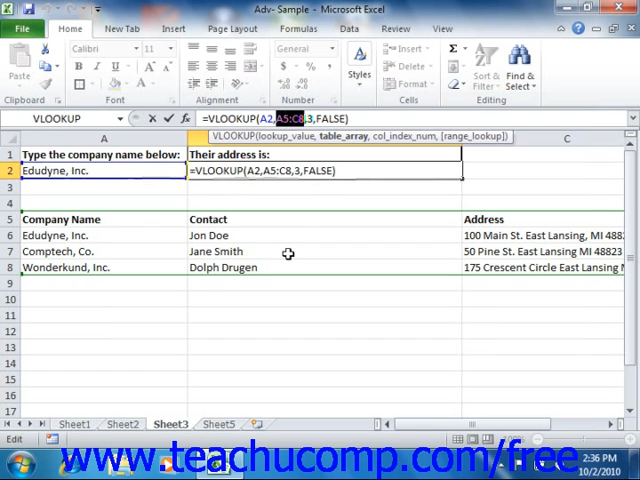 Adv- Sample - Microsoft Excel
File Home Insert Page Layout Formulas Data Review View
Paste
Calibri 11
General
Styles
Insert
Delete
Format
Sort & Filter
Find & Select
Clipboard Font Alignment Number Cells Editing
VLOOKUP =VLOOKUP(A2,A5:C8,3,FALSE)
VLOOKUP(lookup_value, table_array, col_index_num, [range_lookup])
A C
1 Type the company name below: Their address is:
2 Edudyne, Inc. =VLOOKUP(A2,A5:C8,3,FALSE)
3
4
5 Company Name Contact Address
6 Edudyne, Inc. Jon Doe 100 Main St. East Lansing, MI 4882
7 Comptech, Co. Jane Smith 50 Pine St. East Lansing MI 48823
8 Wonderkund, Inc. Dolph Drugen 175 Crescent Circle East Lansing M
9
10
11
12
13
14
15
16
17
Sheet1 Sheet2 Sheet3 Sheet5
Edit 100%
www.teachucomp.com/free
2:36 PM
10/2/2010